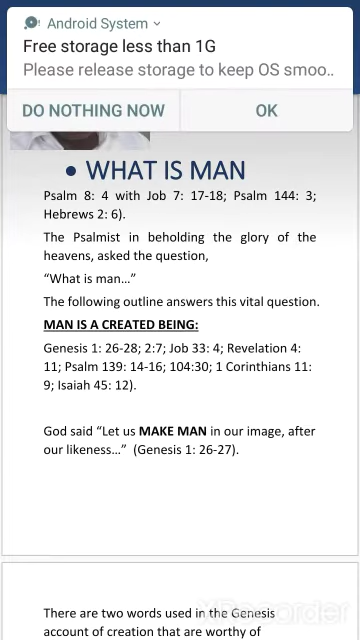 Android System
Free storage less than 1G
Please release storage to keep OS smoo..
DO NOTHING NOW
OK
• WHAT IS MAN
Psalm 8: 4 with Job 7: 17-18; Psalm 144: 3;
Hebrews 2: 6).
The Psalmist in beholding the glory of the
heavens, asked the question,
“What is man...”
The following outline answers this vital question.
MAN IS A CREATED BEING:
Genesis 1: 26-28; 2:7; Job 33: 4; Revelation 4:
11; Psalm 139: 14-16; 104:30; 1 Corinthians 11:
9; Isaiah 45: 12).
God said “Let us MAKE MAN in our image, after
our likeness...” (Genesis 1: 26-27).
There are two words used in the Genesis
account of creation that are worthy of
XRecorder